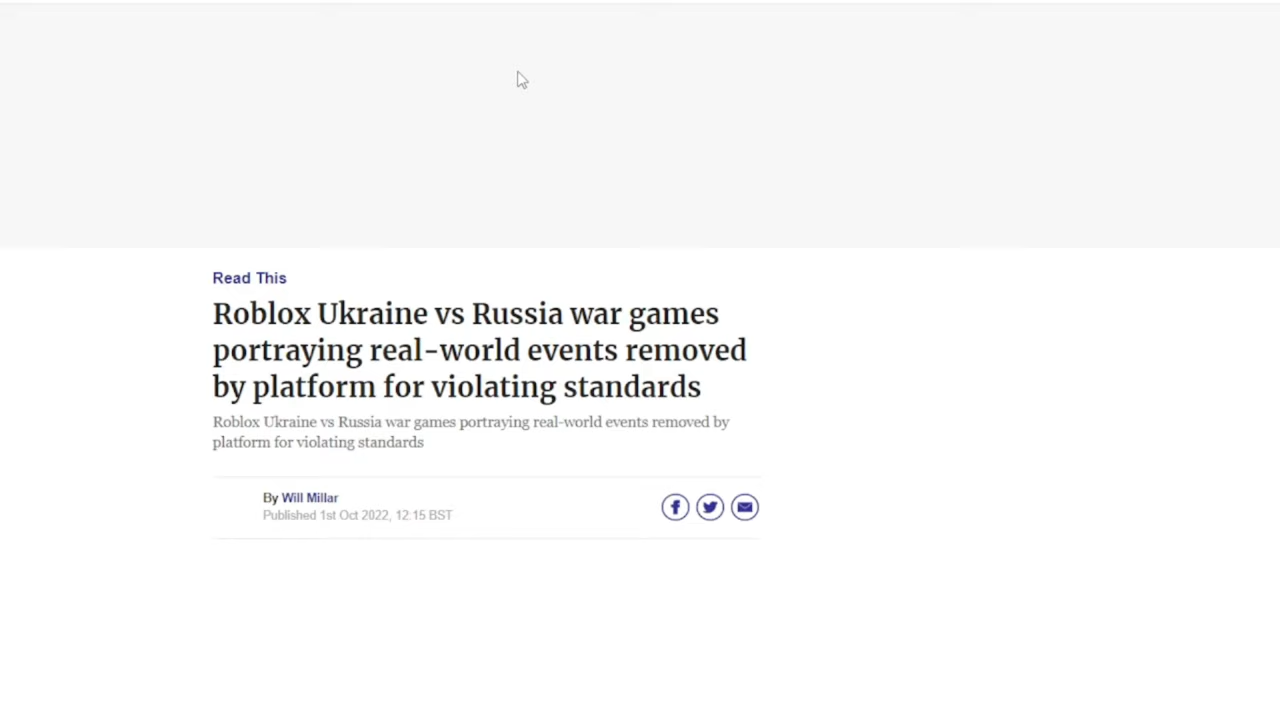 Read This
Roblox Ukraine vs Russia war games
portraying real-world events removed
by platform for violating standards
Roblox Ukraine vs Russia war games portraying real-world events removed by
platform for violating standards
By Will Millar
Published 1st Oct 2022, 12:15 BST